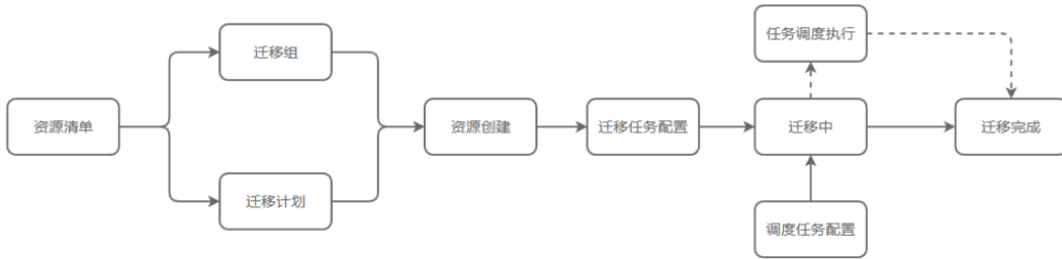 资源清单
迁移组
迁移计划
资源创建
迁移任务配置
任务调度执行
迁移中
调度任务配置
迁移完成